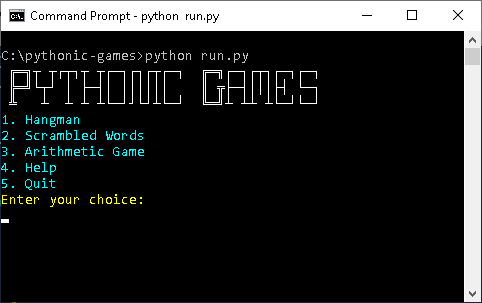 Command Prompt - python run.py
C:\pythonic-games>python run.py
PYTHONIC GAMES
1. Hangman
2. Scrambled Words
3. Arithmetic Game
4. Help
5. Quit
Enter your choice: